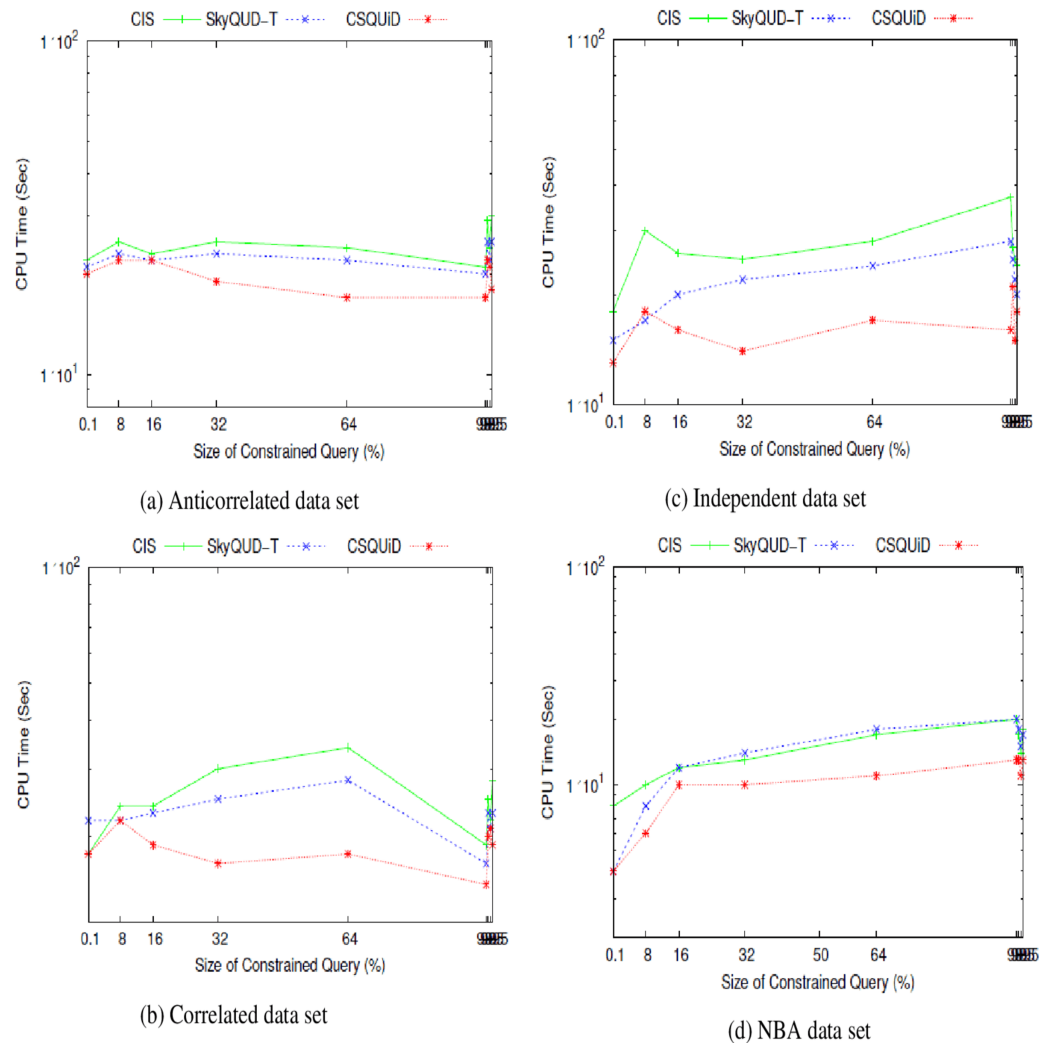 CIS SkyQUD-T CSQUiD
1*10²
CPU Time (Sec)
1*10¹
0.1 8 16 32 64
Size of Constrained Query (%)
(a) Anticorrelated data set
CIS SkyQUD-T CSQUiD
1*10²
CPU Time (Sec)
1*10¹
0.1 8 16 32 64
Size of Constrained Query (%)
(c) Independent data set
CIS SkyQUD-T CSQUiD
1*10²
CPU Time (Sec)
0.1 8 16 32 64
Size of Constrained Query (%)
(b) Correlated data set
CIS SkyQUD-T CSQUiD
1*10²
CPU Time (Sec)
1*10¹
0.1 8 16 32 50 64
Size of Constrained Query (%)
(d) NBA data set